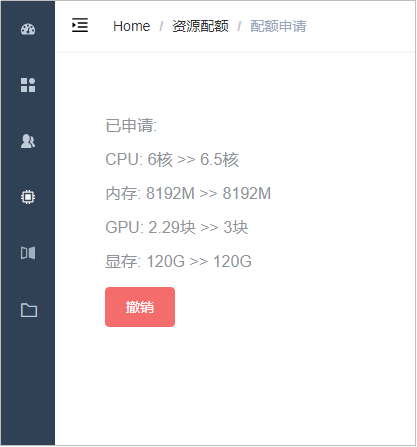 Home / 资源配额 / 配额申请
已申请:
CPU: 6核 >> 6.5核
内存: 8192M >> 8192M
GPU: 2.29块 >> 3块
显存: 120G >> 120G
撤销